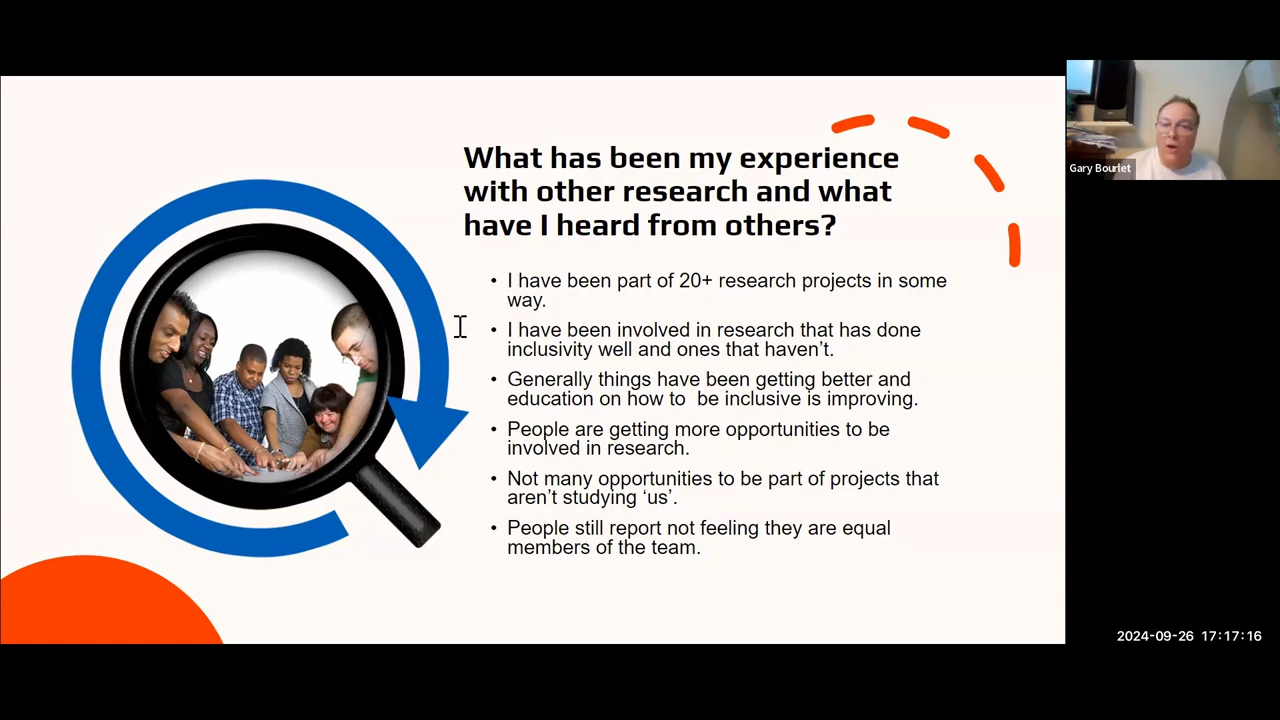 What has been my experience
with other research and what
have I heard from others?
• I have been part of 20+ research projects in some
way.
• I have been involved in research that has done
inclusivity well and ones that haven't.
• Generally things have been getting better and
education on how to  be inclusive is improving.
• People are getting more opportunities to be
involved in research.
• Not many opportunities to be part of projects that
aren't studying 'us'.
• People still report not feeling they are equal
members of the team.
Gary Bourlet
2024-09-26 17:17:16